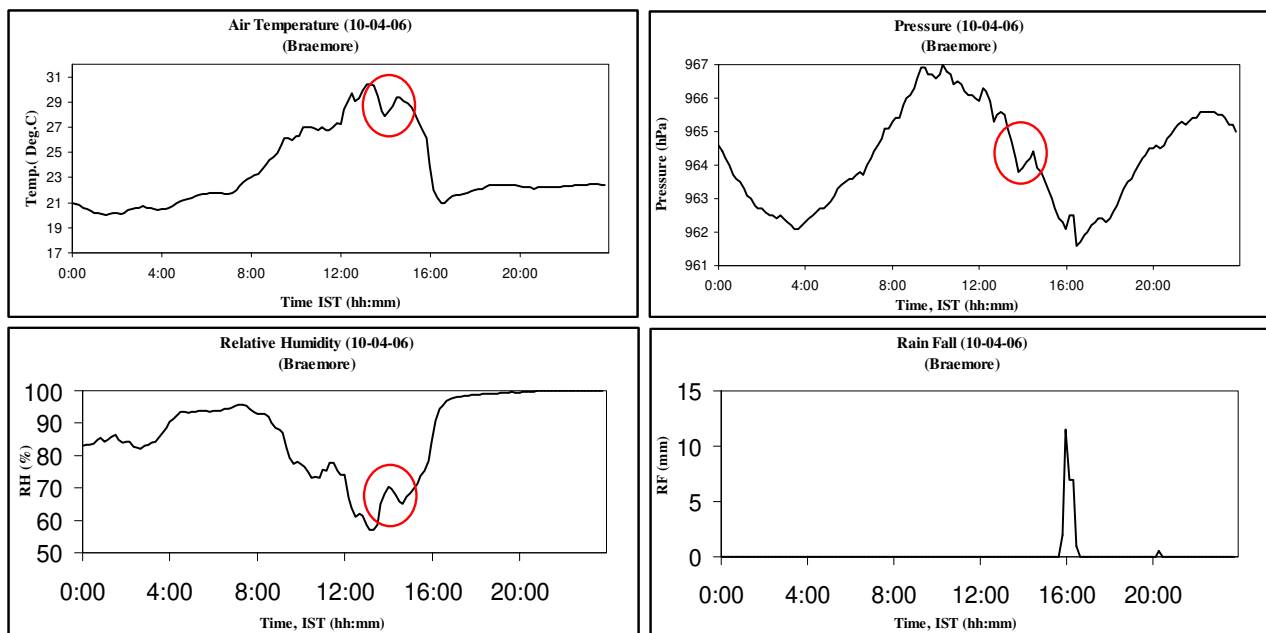 Air Temperature (10-04-06)
(Braemore)
31
29
27
25
23
21
19
17
Temp.( Deg.C)
0:00 4:00 8:00 12:00 16:00 20:00
Time IST (hh:mm)
Pressure (10-04-06)
(Braemore)
967
966
965
964
963
962
961
Pressure (hPa)
0:00 4:00 8:00 12:00 16:00 20:00
Time, IST (hh:mm)
Relative Humidity (10-04-06)
(Braemore)
100
90
80
70
60
50
RH (%)
0:00 4:00 8:00 12:00 16:00 20:00
Time, IST (hh:mm)
Rain Fall (10-04-06)
(Braemore)
15
10
5
0
RF (mm)
0:00 4:00 8:00 12:00 16:00 20:00
Time, IST (hh:mm)